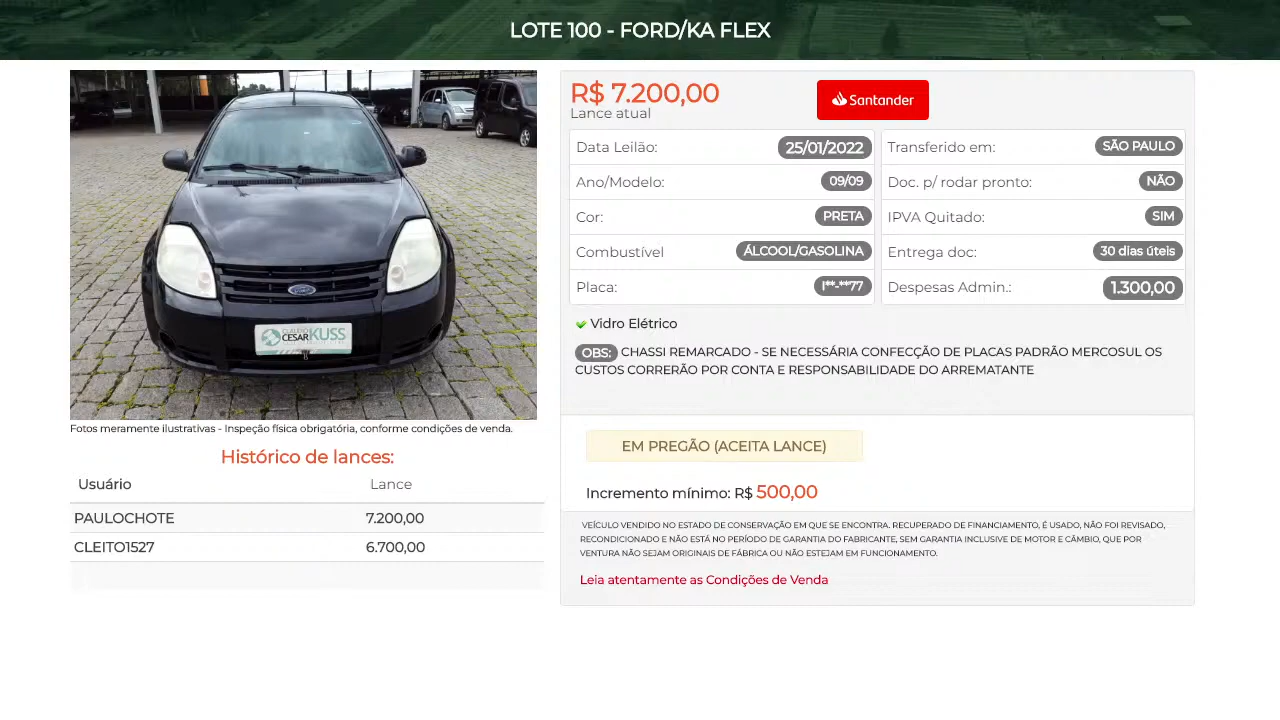 LOTE 100 - FORD/KA FLEX
CLAUDIO
CESAR KUSS
Fotos meramente ilustrativas - Inspeção física obrigatória, conforme condições de venda.
Histórico de lances:
Usuário Lance
PAULOCHOTE 7.200,00
CLEITO1527 6.700,00
R$ 7.200,00
Lance atual
Santander
Data Leilão: 25/01/2022
Ano/Modelo: 09/09
Cor: PRETA
Combustível ÁLCOOL/GASOLINA
Placa: I**-**77
Transferido em: SÃO PAULO
Doc. p/ rodar pronto: NÃO
IPVA Quitado: SIM
Entrega doc: 30 dias úteis
Despesas Admin.: 1.300,00
Vidro Elétrico
OBS: CHASSI REMARCADO - SE NECESSÁRIA CONFECÇÃO DE PLACAS PADRÃO MERCOSUL OS
CUSTOS CORRERÃO POR CONTA E RESPONSABILIDADE DO ARREMATANTE
EM PREGÃO (ACEITA LANCE)
Incremento mínimo: R$ 500,00
VEÍCULO VENDIDO NO ESTADO DE CONSERVAÇÃO EM QUE SE ENCONTRA. RECUPERADO DE FINANCIAMENTO, É USADO, NÃO FOI REVISADO,
RECONDICIONADO E NÃO ESTÁ NO PERÍODO DE GARANTIA DO FABRICANTE, SEM GARANTIA INCLUSIVE DE MOTOR E CÂMBIO, QUE POR
VENTURA NÃO SEJAM ORIGINAIS DE FÁBRICA OU NÃO ESTEJAM EM FUNCIONAMENTO.
Leia atentamente as Condições de Venda